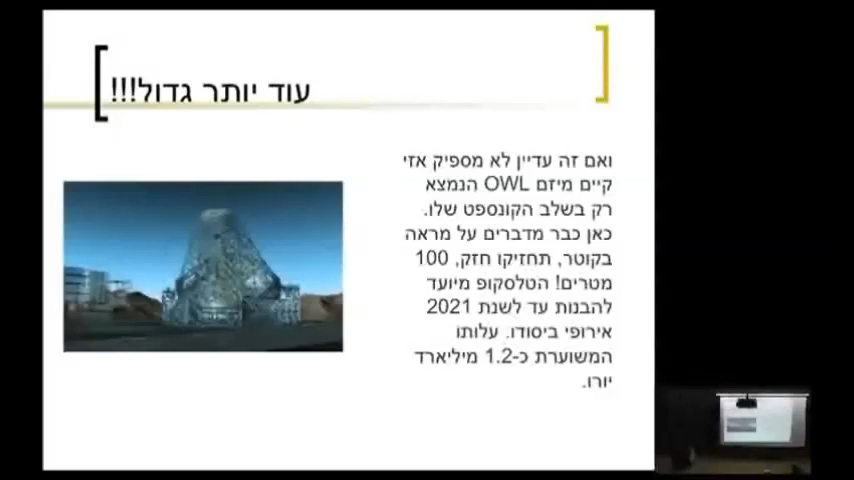 עוד יותר גדול!!!
ואם זה עדיין לא מספיק אזי
קיים מיזם OWL הנמצא
רק בשלב הקונספט שלו.
כאן כבר מדברים על מראה
בקוטר, תחזיקו חזק, 100
מטרים! הטלסקופ מיועד
להבנות עד לשנת 2021
אירופי ביסודו. עלותו
המשוערת כ-1.2 מיליארד
יורו.